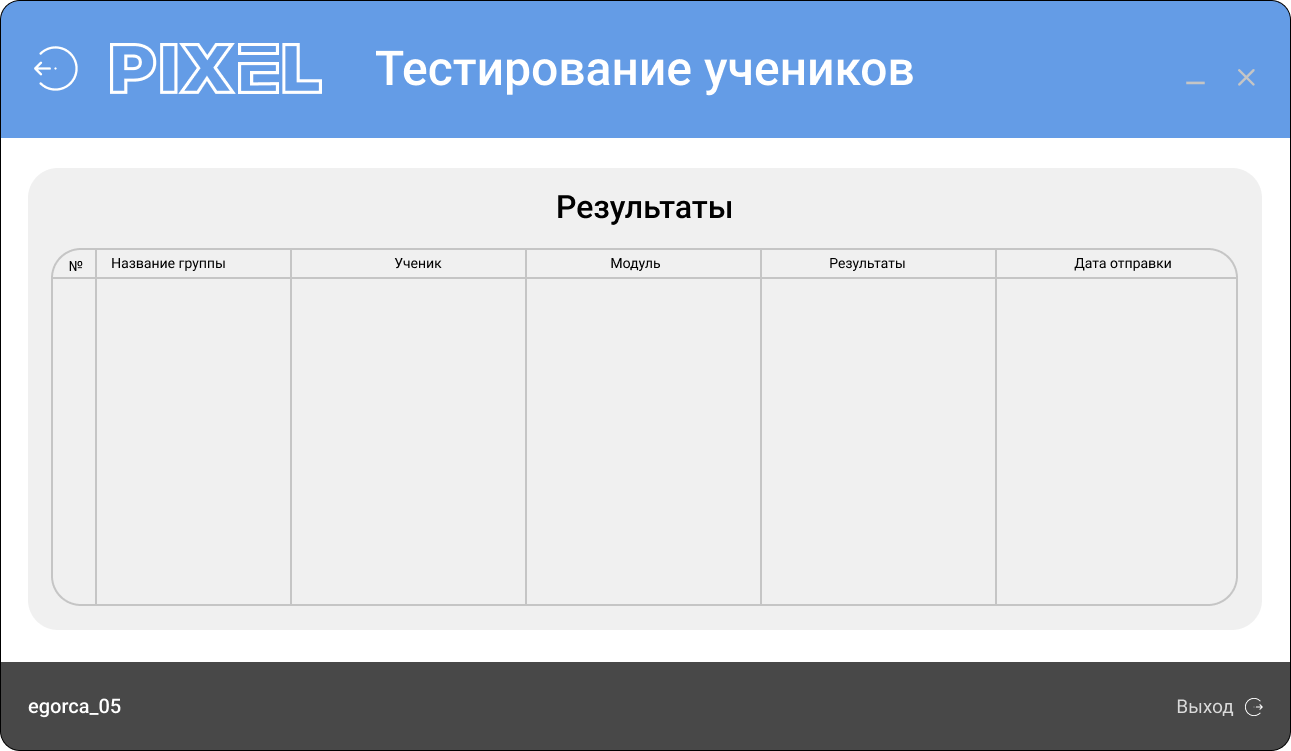 PIXEL Тестирование учеников
Результаты
№ Название группы Ученик Модуль Результаты Дата отправки
egorca_05 Выход